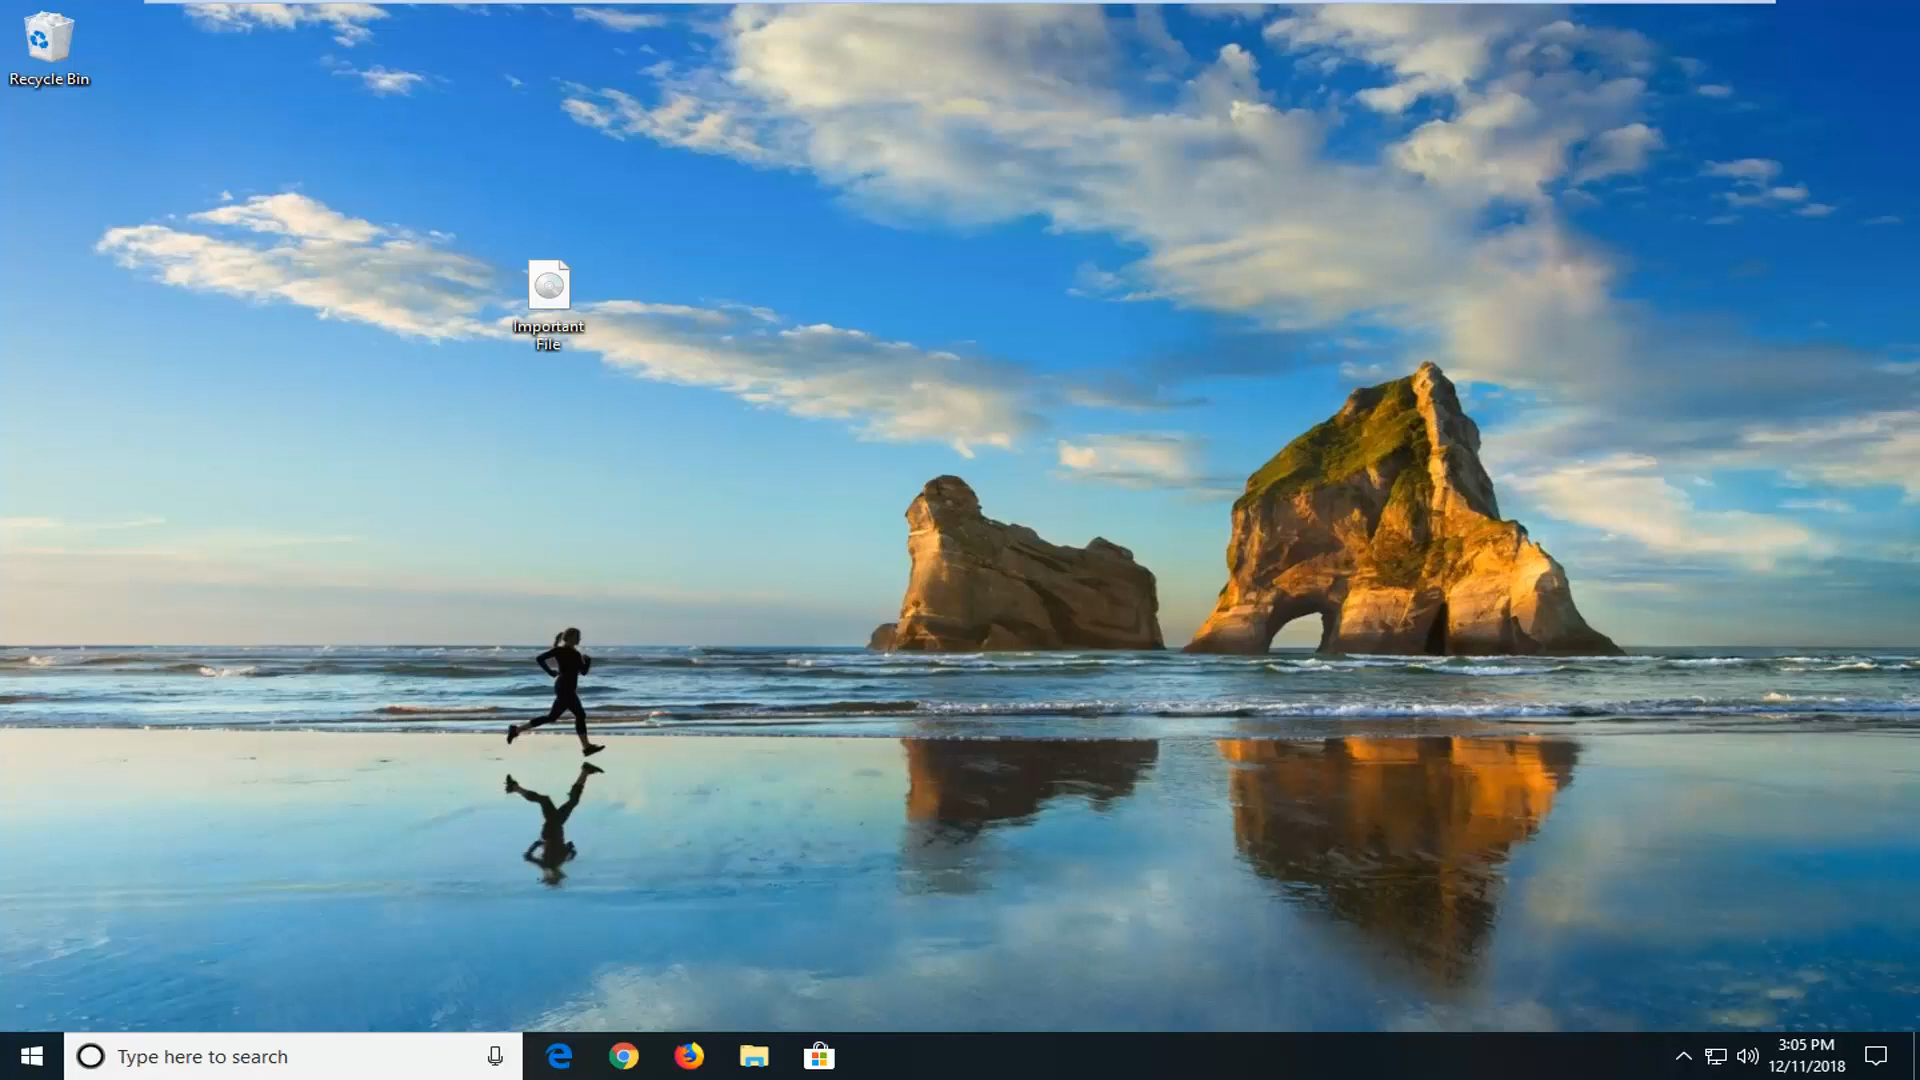 Recycle Bin
Important
File
Type here to search
3:05 PM
12/11/2018